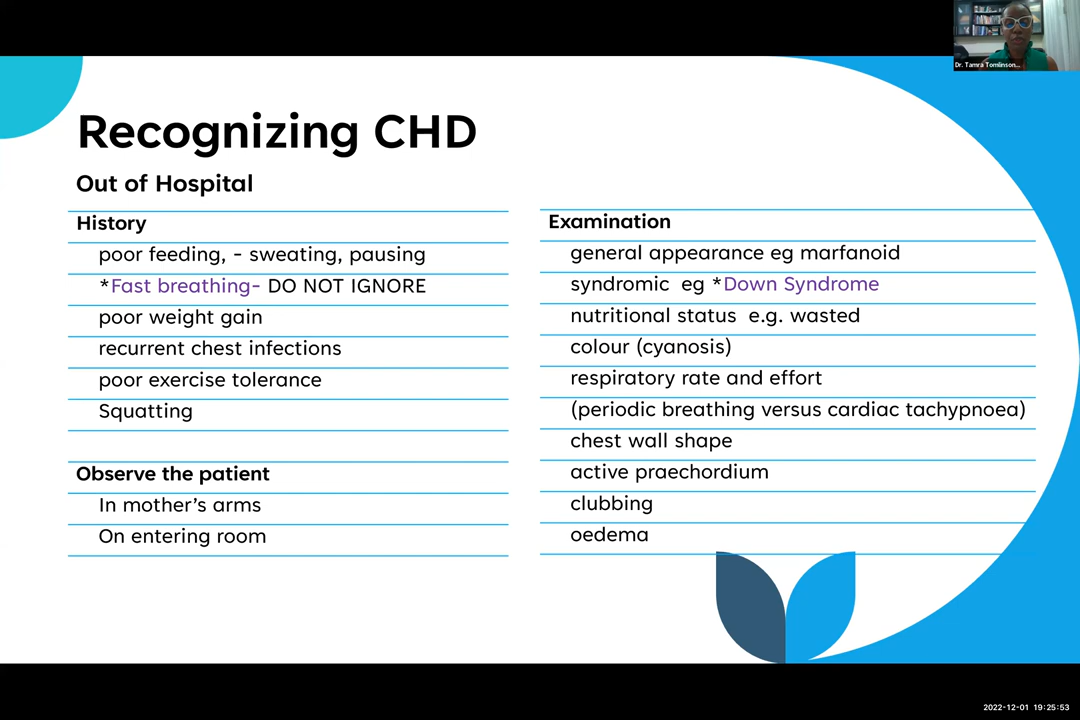 Dr. Tamra Tomlinson...
Recognizing CHD
Out of Hospital
History
poor feeding, - sweating, pausing
*Fast breathing- DO NOT IGNORE
poor weight gain
recurrent chest infections
poor exercise tolerance
Squatting
Observe the patient
In mother's arms
On entering room
Examination
general appearance eg marfanoid
syndromic eg *Down Syndrome
nutritional status e.g. wasted
colour (cyanosis)
respiratory rate and effort
(periodic breathing versus cardiac tachypnoea)
chest wall shape
active praechordium
clubbing
oedema
2022-12-01 19:25:53